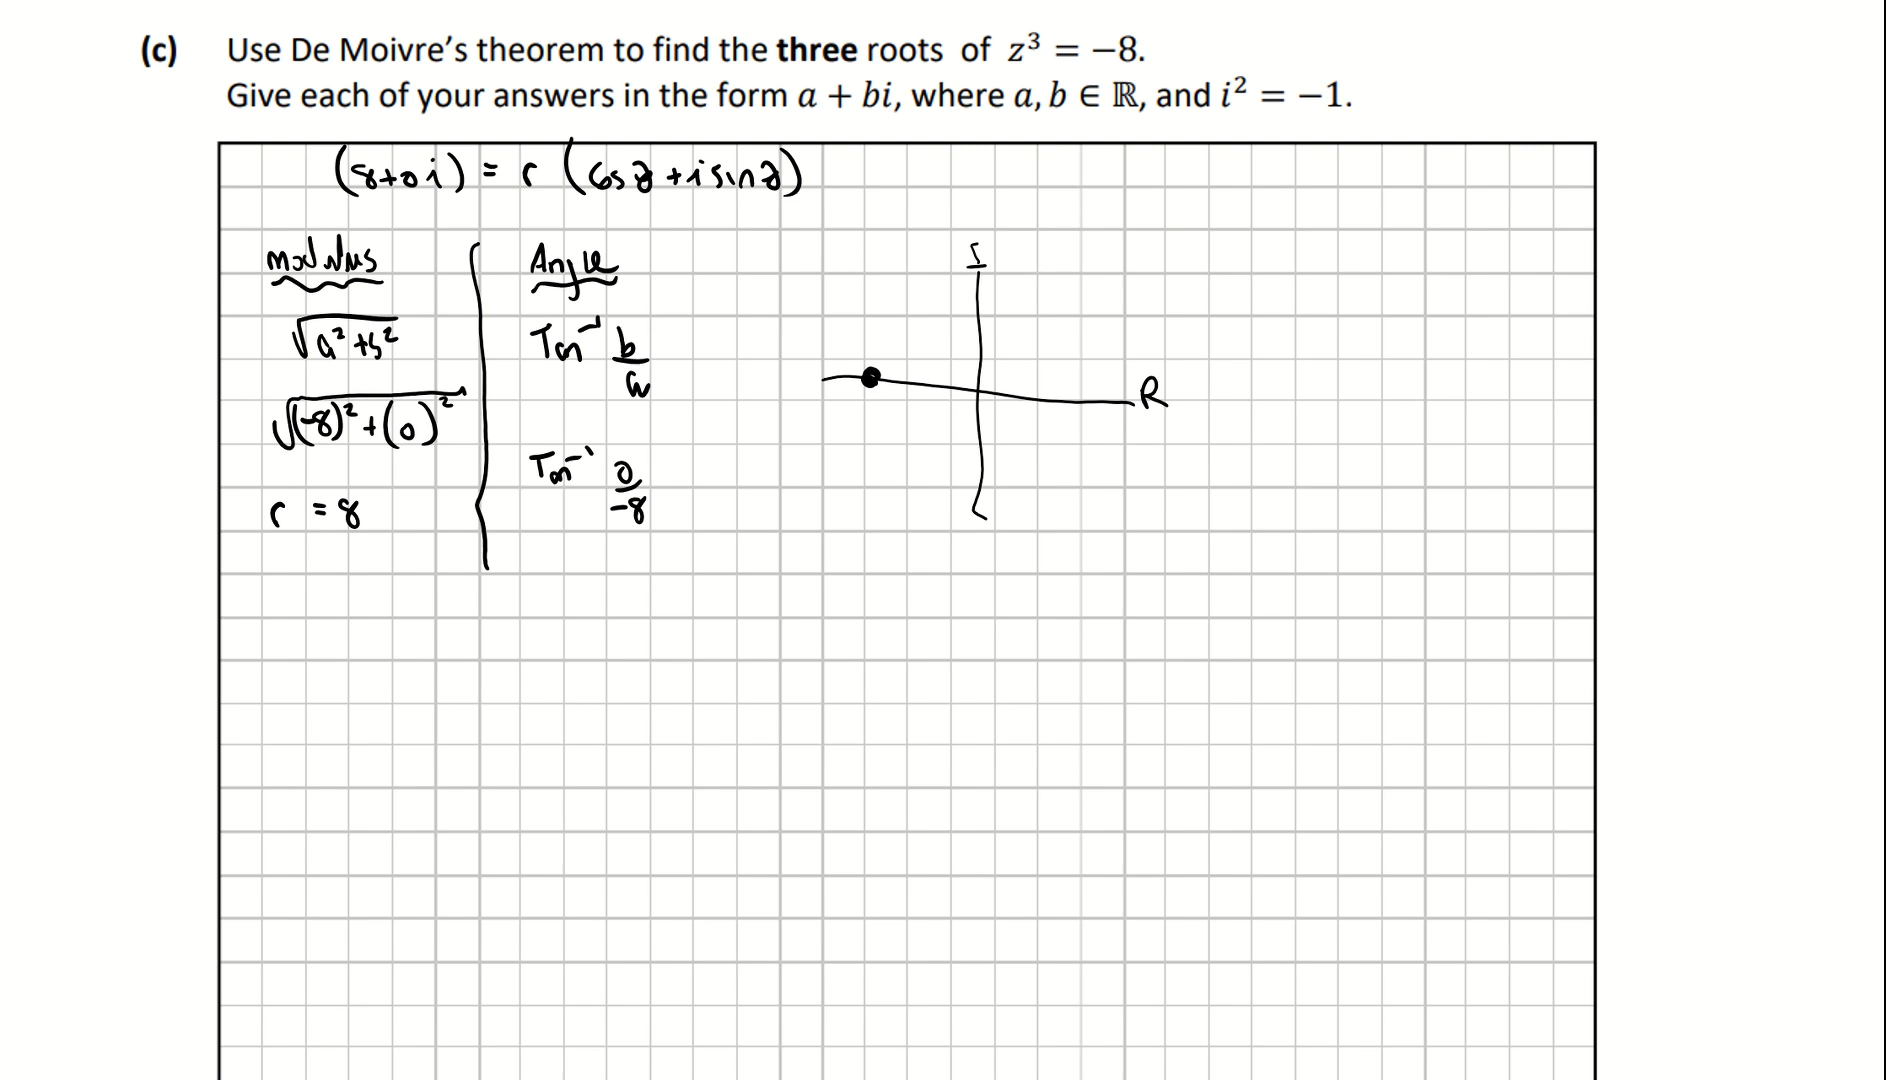 (c) Use De Moivre's theorem to find the three roots of z³ = −8.
Give each of your answers in the form a + bi, where a, b ∈ ℝ, and i² = −1.
(8+0i) = r (cos θ + i sin θ)
modulus
Angle
I
√a²+b²
Tan⁻¹ b/a
R
√(-8)²+(0)²
Tan⁻¹ 0/-8
r = 8